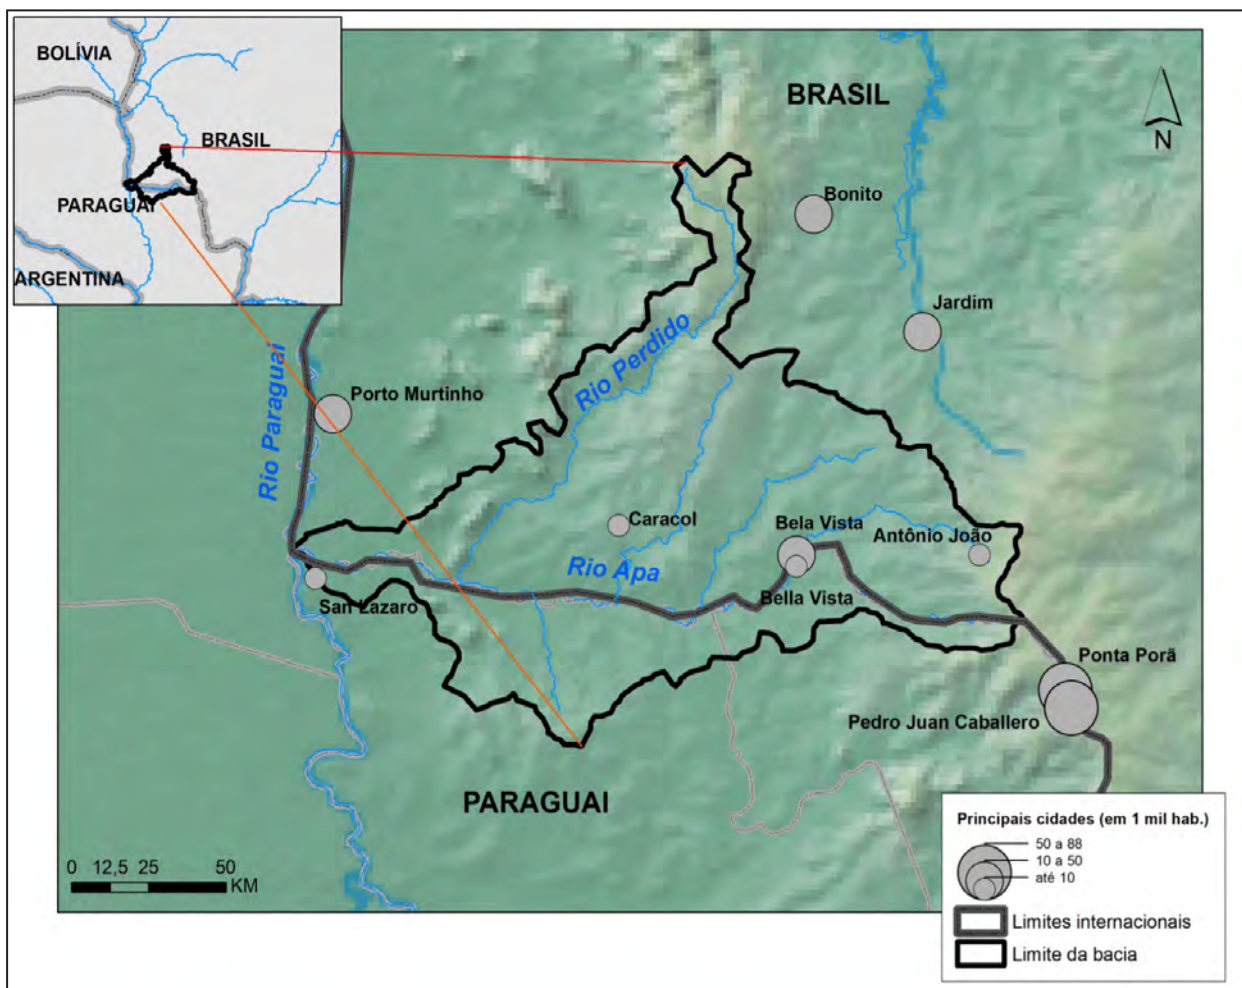 BOLÍVIA
BRASIL
PARAGUAI
ARGENTINA
BRASIL
N
Bonito
Jardim
Rio Perdido
Rio Paraguai
Porto Murtinho
Caracol
Bela Vista
Antônio João
Rio Apa
San Lazaro
Bella Vista
Ponta Porã
Pedro Juan Caballero
PARAGUAI
0 12,5 25 50
KM
Principais cidades (em 1 mil hab.)
50 a 88
10 a 50
até 10
Limites internacionais
Limite da bacia